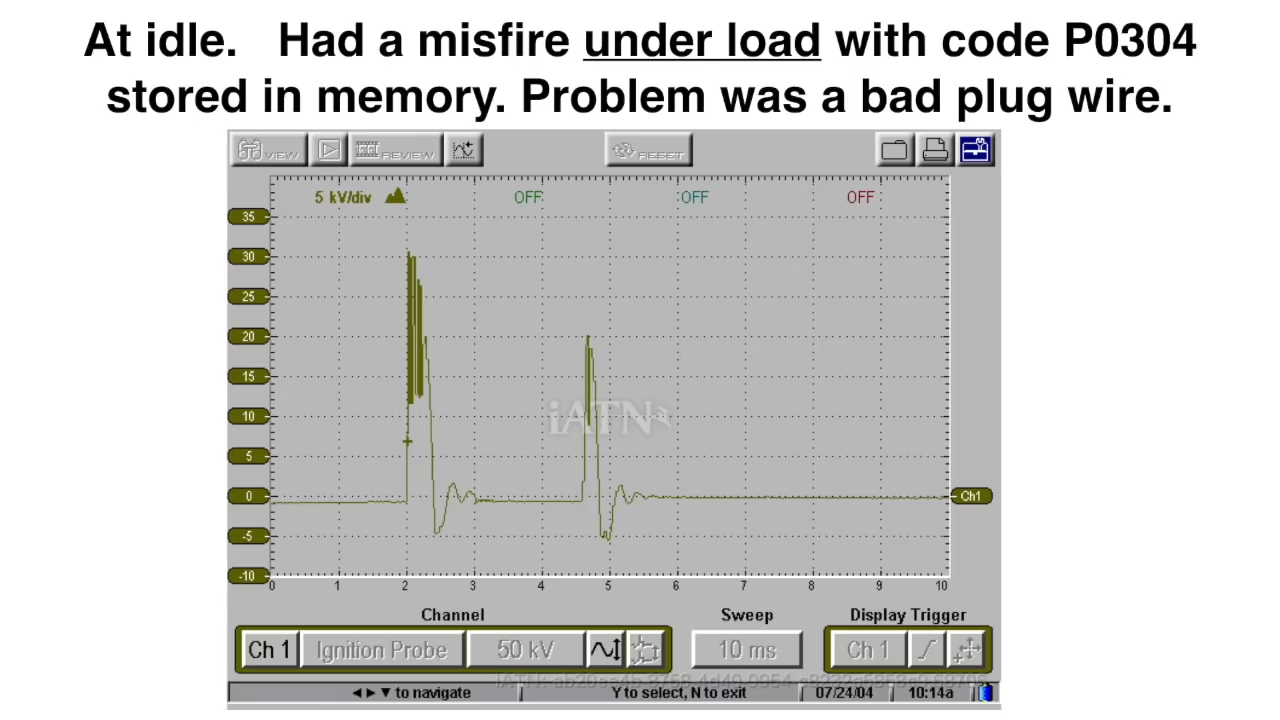 At idle. Had a misfire under load with code P0304
stored in memory. Problem was a bad plug wire.
VIEW REVIEW RESET
5 kV/div OFF OFF OFF
35
30
25
20
15
10
5
0 Ch1
-5
-10
iATN
0 1 2 3 4 5 6 7 8 9 10
Channel Sweep Display Trigger
Ch 1 Ignition Probe 50 kV 10 ms Ch 1
◄ ► ▼ to navigate Y to select, N to exit 07/24/04 10:14a